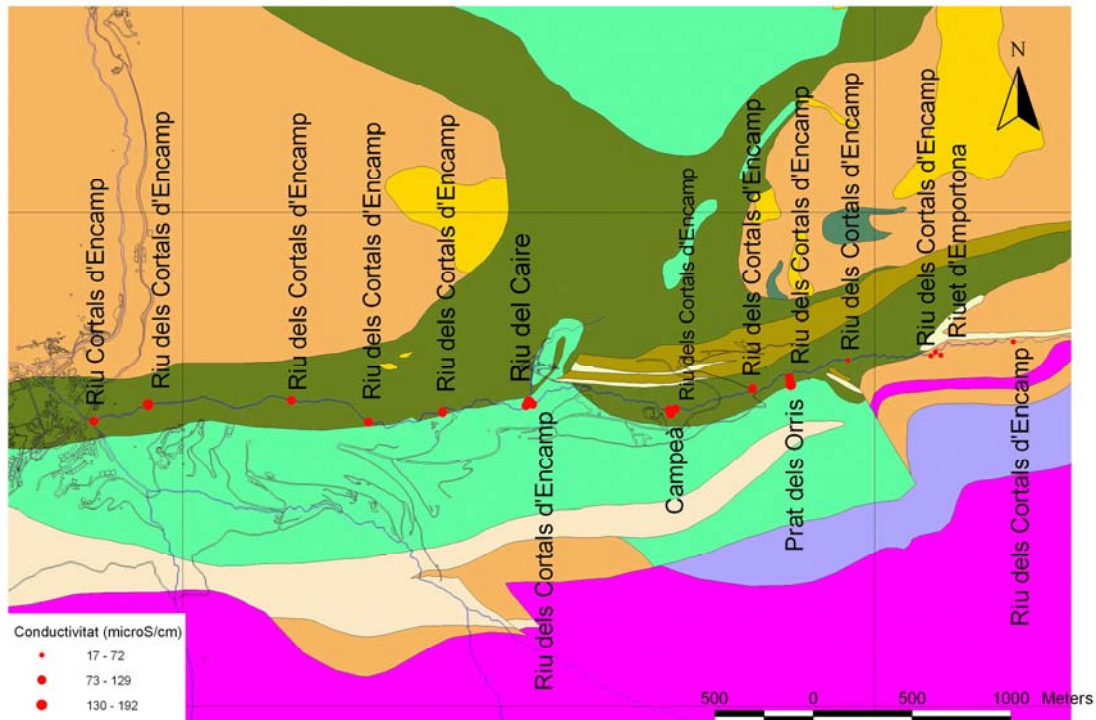 N
Riu Cortals d'Encamp
Riu dels Cortals d'Encamp
Riu dels Cortals d'Encamp
Riu dels Cortals d'Encamp
Riu dels Cortals d'Encamp
Riu del Caire
Riu dels Cortals d'Encamp
Campeà
Riu dels Cortals d'Encamp
Riu dels Cortals d'Encamp
Riu dels Cortals d'Encamp
Prat dels Orris
Riu dels Cortals d'Encamp
Riu dels Cortals d'Encamp
Riuet d'Emportona
Riu dels Cortals d'Encamp
Conductivitat (microS/cm)
17 - 72
73 - 129
130 - 192
500 0 500 1000 Meters